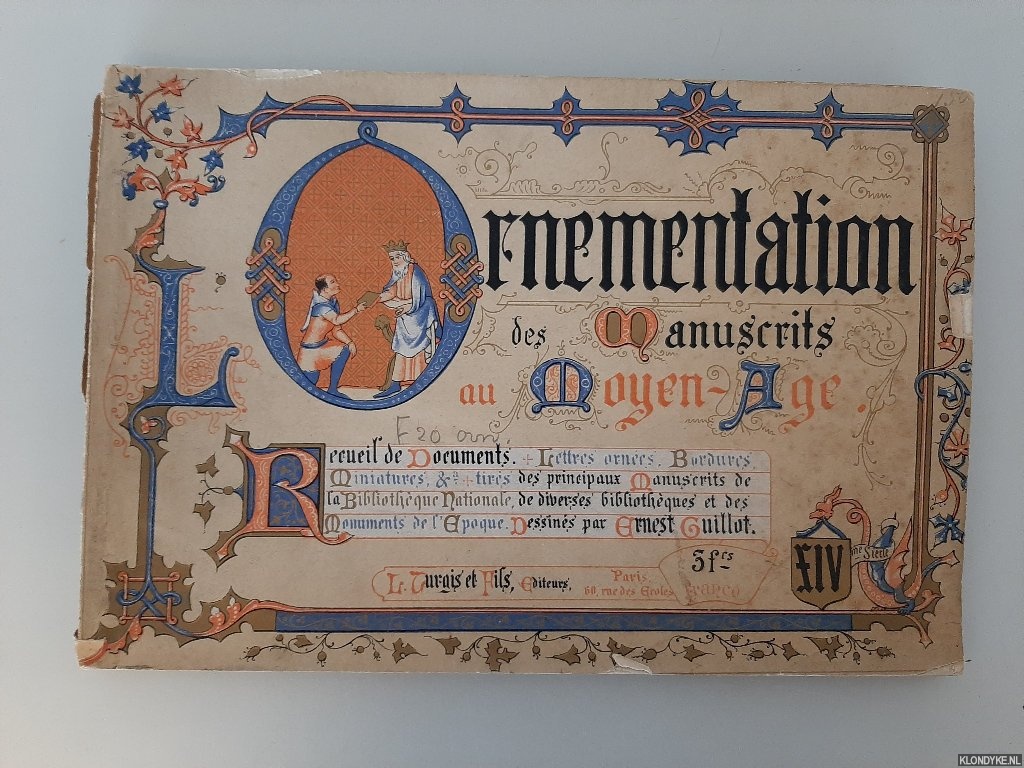 L'Ornementation
des Manuscrits
au Moyen-Age.
F 20 ann.
Recueil de Documents. + Lettres ornées, Bordures,
Miniatures, &ª. + tirés des principaux Manuscrits de
la Bibliothèque Nationale, de diverses bibliothèques et des
Monuments de l'Epoque. Dessinés par Ernest Guillot.
L. Turgis et Fils, Editeurs,
Paris
60, rue des Ecoles
3 fcs
XIV me Siècle
KLONDYKE.NL